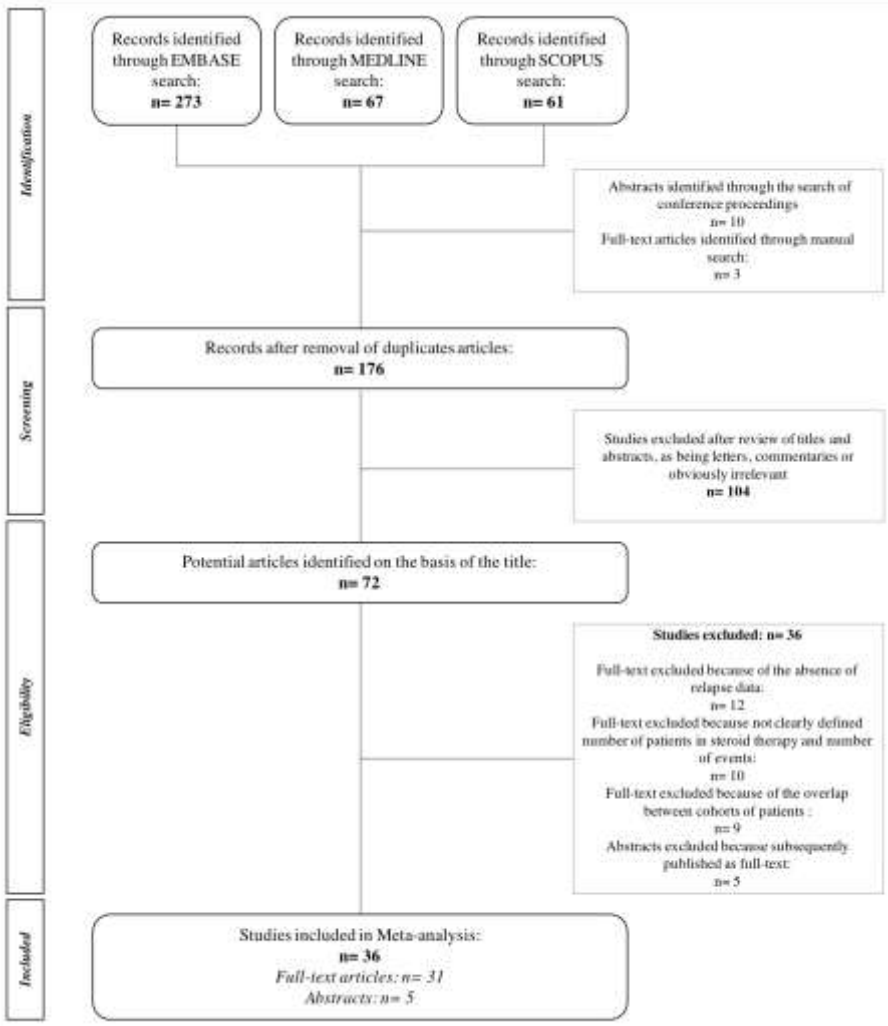 Identification
Records identified
through EMBASE
search:
n= 273
Records identified
through MEDLINE
search:
n= 67
Records identified
through SCOPUS
search:
n= 61
Abstracts identified through the search of
conference proceedings
n= 10
Full-text articles identified through manual
search:
n= 3
Screening
Records after removal of duplicates articles:
n= 176
Studies excluded after review of titles and
abstracts, as being letters, commentaries or
obviously irrelevant
n= 104
Eligibility
Potential articles identified on the basis of the title:
n= 72
Studies excluded: n= 36
Full-text excluded because of the absence of
relapse data:
n= 12
Full-text excluded because not clearly defined
number of patients in steroid therapy and number
of events:
n= 10
Full-text excluded because of the overlap
between cohorts of patients :
n= 9
Abstracts excluded because subsequently
published as full-text:
n= 5
Included
Studies included in Meta-analysis:
n= 36
Full-text articles: n= 31
Abstracts: n= 5